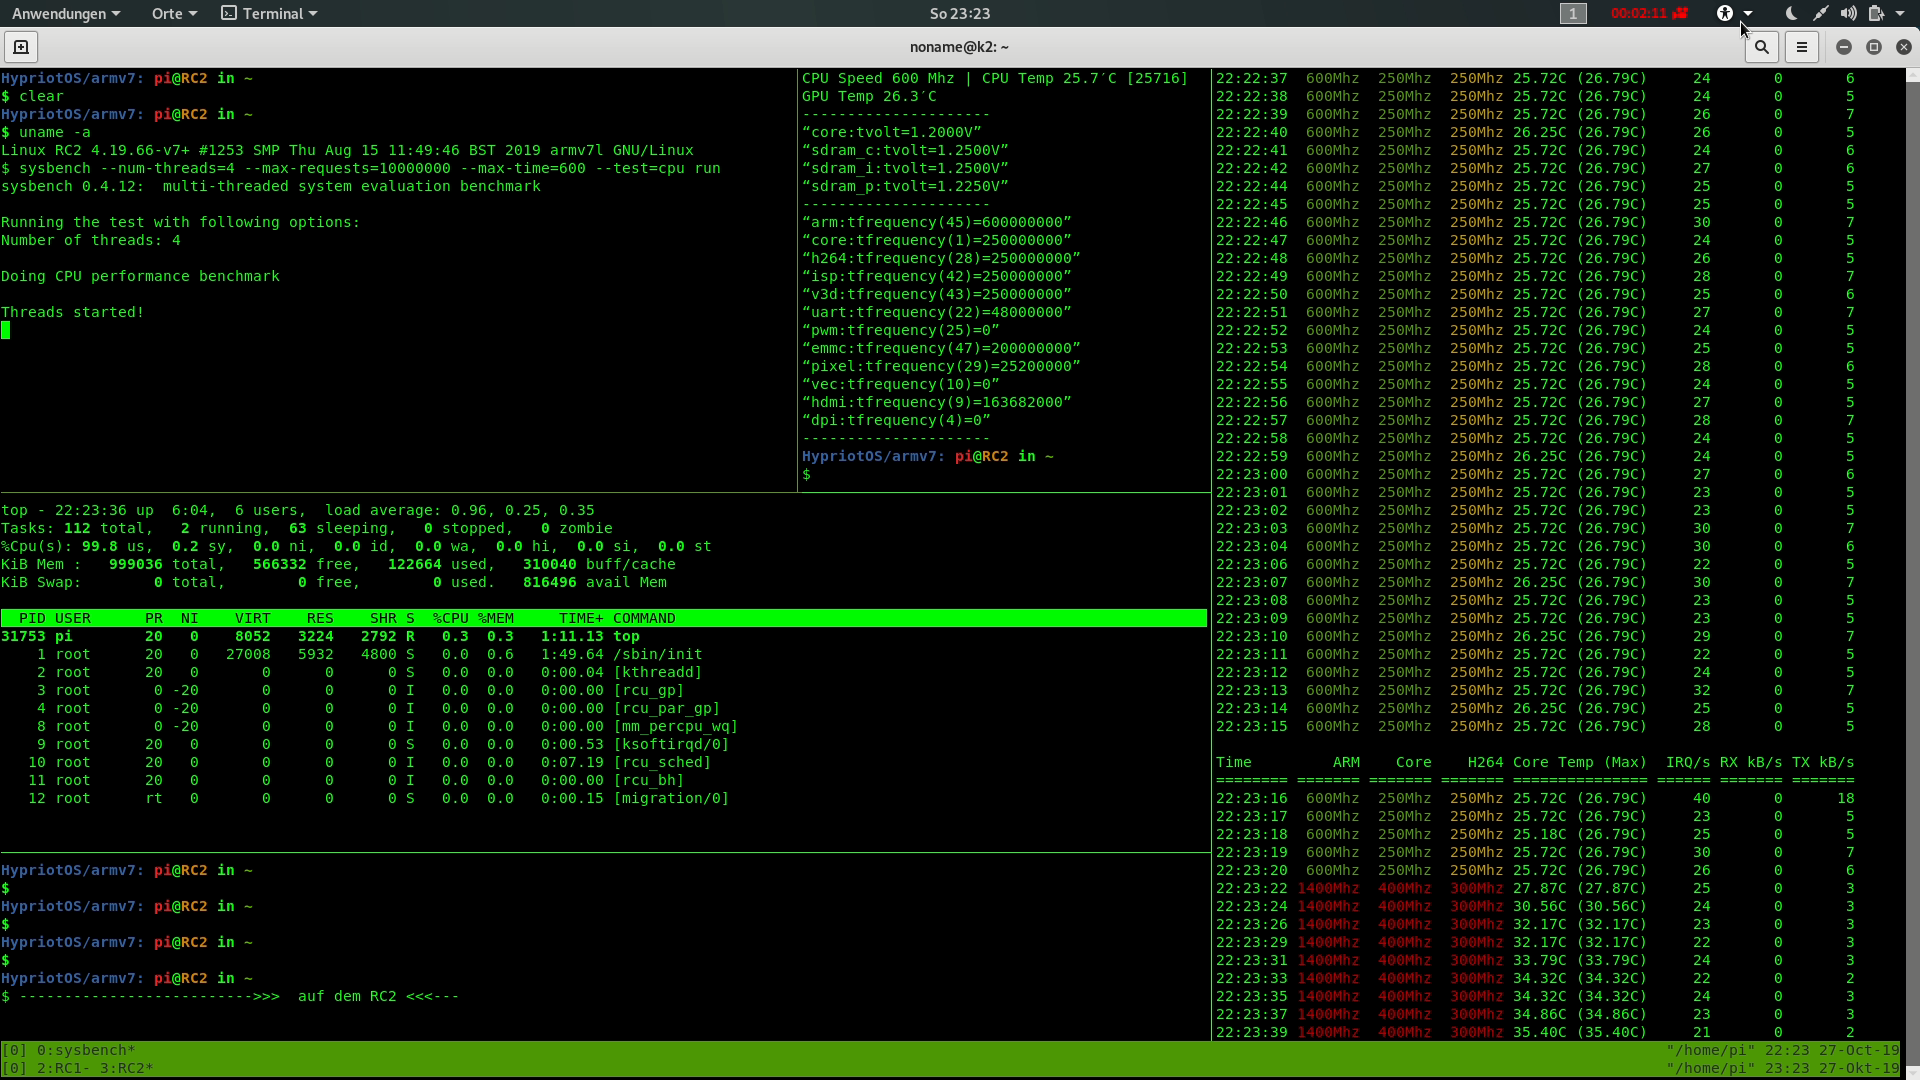 Anwendungen Orte Terminal So 23:23 1 00:02:11
noname@k2: ~
HypriotOS/armv7: pi@RC2 in ~
$ clear
HypriotOS/armv7: pi@RC2 in ~
$ uname -a
Linux RC2 4.19.66-v7+ #1253 SMP Thu Aug 15 11:49:46 BST 2019 armv7l GNU/Linux
$ sysbench --num-threads=4 --max-requests=10000000 --max-time=600 --test=cpu run
sysbench 0.4.12:  multi-threaded system evaluation benchmark
Running the test with following options:
Number of threads: 4
Doing CPU performance benchmark
Threads started!
CPU Speed 600 Mhz | CPU Temp 25.7′C [25716]
GPU Temp 26.3′C
---------------------
“core:tvolt=1.2000V”
“sdram_c:tvolt=1.2500V”
“sdram_i:tvolt=1.2500V”
“sdram_p:tvolt=1.2250V”
---------------------
“arm:tfrequency(45)=600000000”
“core:tfrequency(1)=250000000”
“h264:tfrequency(28)=250000000”
“isp:tfrequency(42)=250000000”
“v3d:tfrequency(43)=250000000”
“uart:tfrequency(22)=48000000”
“pwm:tfrequency(25)=0”
“emmc:tfrequency(47)=200000000”
“pixel:tfrequency(29)=25200000”
“vec:tfrequency(10)=0”
“hdmi:tfrequency(9)=163682000”
“dpi:tfrequency(4)=0”
---------------------
HypriotOS/armv7: pi@RC2 in ~
$
top - 22:23:36 up  6:04,  6 users,  load average: 0.96, 0.25, 0.35
Tasks: 112 total,   2 running,  63 sleeping,   0 stopped,   0 zombie
%Cpu(s): 99.8 us,  0.2 sy,  0.0 ni,  0.0 id,  0.0 wa,  0.0 hi,  0.0 si,  0.0 st
KiB Mem :   999036 total,   566332 free,   122664 used,   310040 buff/cache
KiB Swap:        0 total,        0 free,        0 used.   816496 avail Mem
PID USER      PR  NI    VIRT    RES    SHR S  %CPU %MEM     TIME+ COMMAND
31753 pi        20   0    8052   3224   2792 R   0.3  0.3   1:11.13 top
1 root      20   0   27008   5932   4800 S   0.0  0.6   1:49.64 /sbin/init
2 root      20   0       0      0      0 S   0.0  0.0   0:00.04 [kthreadd]
3 root       0 -20       0      0      0 I   0.0  0.0   0:00.00 [rcu_gp]
4 root       0 -20       0      0      0 I   0.0  0.0   0:00.00 [rcu_par_gp]
8 root       0 -20       0      0      0 I   0.0  0.0   0:00.00 [mm_percpu_wq]
9 root      20   0       0      0      0 S   0.0  0.0   0:00.53 [ksoftirqd/0]
10 root      20   0       0      0      0 I   0.0  0.0   0:07.19 [rcu_sched]
11 root      20   0       0      0      0 I   0.0  0.0   0:00.00 [rcu_bh]
12 root      rt   0       0      0      0 S   0.0  0.0   0:00.15 [migration/0]
HypriotOS/armv7: pi@RC2 in ~
$
HypriotOS/armv7: pi@RC2 in ~
$
HypriotOS/armv7: pi@RC2 in ~
$
HypriotOS/armv7: pi@RC2 in ~
$ -------------------------->>>  auf dem RC2 <<<---
22:22:37  600Mhz  250Mhz  250Mhz 25.72C (26.79C)     24       0       6
22:22:38  600Mhz  250Mhz  250Mhz 25.72C (26.79C)     24       0       5
22:22:39  600Mhz  250Mhz  250Mhz 25.72C (26.79C)     26       0       7
22:22:40  600Mhz  250Mhz  250Mhz 26.25C (26.79C)     26       0       5
22:22:41  600Mhz  250Mhz  250Mhz 25.72C (26.79C)     24       0       6
22:22:42  600Mhz  250Mhz  250Mhz 25.72C (26.79C)     27       0       6
22:22:44  600Mhz  250Mhz  250Mhz 25.72C (26.79C)     25       0       5
22:22:45  600Mhz  250Mhz  250Mhz 25.72C (26.79C)     25       0       5
22:22:46  600Mhz  250Mhz  250Mhz 25.72C (26.79C)     30       0       7
22:22:47  600Mhz  250Mhz  250Mhz 25.72C (26.79C)     24       0       5
22:22:48  600Mhz  250Mhz  250Mhz 25.72C (26.79C)     26       0       5
22:22:49  600Mhz  250Mhz  250Mhz 25.72C (26.79C)     28       0       7
22:22:50  600Mhz  250Mhz  250Mhz 25.72C (26.79C)     25       0       6
22:22:51  600Mhz  250Mhz  250Mhz 25.72C (26.79C)     27       0       7
22:22:52  600Mhz  250Mhz  250Mhz 25.72C (26.79C)     24       0       5
22:22:53  600Mhz  250Mhz  250Mhz 25.72C (26.79C)     25       0       5
22:22:54  600Mhz  250Mhz  250Mhz 25.72C (26.79C)     28       0       6
22:22:55  600Mhz  250Mhz  250Mhz 25.72C (26.79C)     24       0       5
22:22:56  600Mhz  250Mhz  250Mhz 25.72C (26.79C)     27       0       5
22:22:57  600Mhz  250Mhz  250Mhz 25.72C (26.79C)     28       0       7
22:22:58  600Mhz  250Mhz  250Mhz 25.72C (26.79C)     24       0       5
22:22:59  600Mhz  250Mhz  250Mhz 26.25C (26.79C)     24       0       5
22:23:00  600Mhz  250Mhz  250Mhz 25.72C (26.79C)     27       0       6
22:23:01  600Mhz  250Mhz  250Mhz 25.72C (26.79C)     23       0       5
22:23:02  600Mhz  250Mhz  250Mhz 25.72C (26.79C)     23       0       5
22:23:03  600Mhz  250Mhz  250Mhz 25.72C (26.79C)     30       0       7
22:23:04  600Mhz  250Mhz  250Mhz 26.25C (26.79C)     30       0       6
22:23:06  600Mhz  250Mhz  250Mhz 25.72C (26.79C)     22       0       5
22:23:07  600Mhz  250Mhz  250Mhz 26.25C (26.79C)     30       0       7
22:23:08  600Mhz  250Mhz  250Mhz 25.72C (26.79C)     23       0       5
22:23:09  600Mhz  250Mhz  250Mhz 25.72C (26.79C)     23       0       5
22:23:10  600Mhz  250Mhz  250Mhz 26.25C (26.79C)     29       0       7
22:23:11  600Mhz  250Mhz  250Mhz 25.72C (26.79C)     22       0       5
22:23:12  600Mhz  250Mhz  250Mhz 25.72C (26.79C)     24       0       5
22:23:13  600Mhz  250Mhz  250Mhz 25.72C (26.79C)     32       0       7
22:23:14  600Mhz  250Mhz  250Mhz 26.25C (26.79C)     25       0       5
22:23:15  600Mhz  250Mhz  250Mhz 25.72C (26.79C)     28       0       5
Time         ARM    Core    H264 Core Temp (Max)  IRQ/s RX kB/s TX kB/s
======== ======= ======= ======= =============== ====== ======= =======
22:23:16  600Mhz  250Mhz  250Mhz 25.72C (26.79C)     40       0      18
22:23:17  600Mhz  250Mhz  250Mhz 25.72C (26.79C)     23       0       5
22:23:18  600Mhz  250Mhz  250Mhz 25.18C (26.79C)     25       0       5
22:23:19  600Mhz  250Mhz  250Mhz 25.72C (26.79C)     30       0       7
22:23:20  600Mhz  250Mhz  250Mhz 25.72C (26.79C)     26       0       6
22:23:22 1400Mhz  400Mhz  300Mhz 27.87C (27.87C)     25       0       3
22:23:24 1400Mhz  400Mhz  300Mhz 30.56C (30.56C)     24       0       3
22:23:26 1400Mhz  400Mhz  300Mhz 32.17C (32.17C)     23       0       3
22:23:29 1400Mhz  400Mhz  300Mhz 32.17C (32.17C)     22       0       3
22:23:31 1400Mhz  400Mhz  300Mhz 33.79C (33.79C)     24       0       3
22:23:33 1400Mhz  400Mhz  300Mhz 34.32C (34.32C)     22       0       2
22:23:35 1400Mhz  400Mhz  300Mhz 34.32C (34.32C)     24       0       3
22:23:37 1400Mhz  400Mhz  300Mhz 34.86C (34.86C)     23       0       3
22:23:39 1400Mhz  400Mhz  300Mhz 35.40C (35.40C)     21       0       2
[0] 0:sysbench* "/home/pi" 22:23 27-Oct-19
[0] 2:RC1- 3:RC2* "/home/pi" 23:23 27-Okt-19